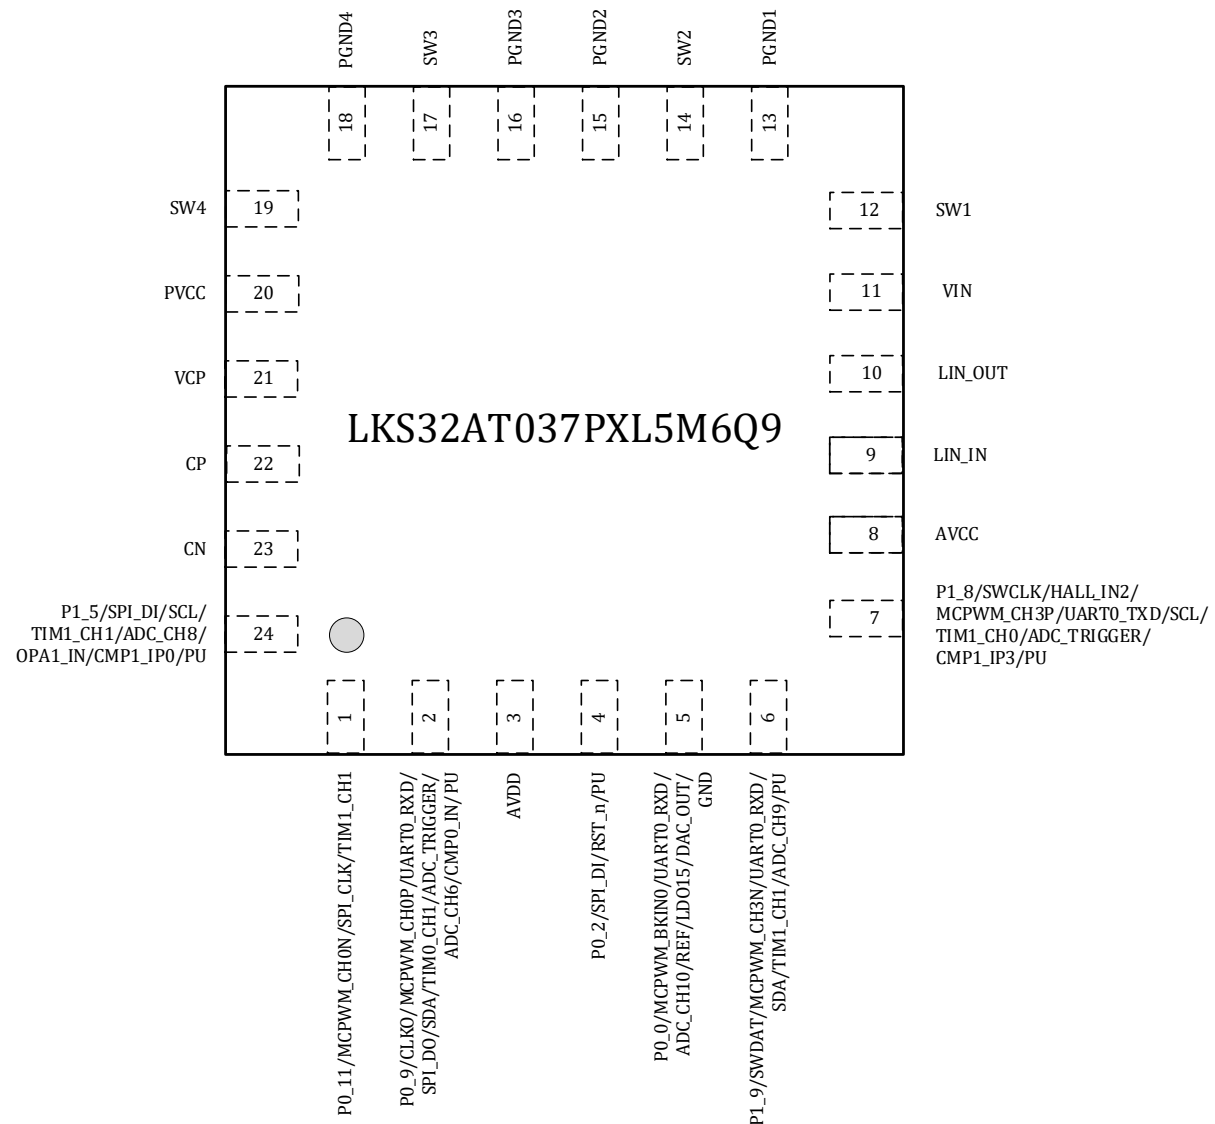 PGND4
SW3
PGND3
PGND2
SW2
PGND1
18
17
16
15
14
13
SW4
19
12
SW1
PVCC
20
11
VIN
VCP
21
10
LIN_OUT
LKS32AT037PXL5M6Q9
CP
22
9
LIN_IN
CN
23
8
AVCC
P1_5/SPI_DI/SCL/
TIM1_CH1/ADC_CH8/
OPA1_IN/CMP1_IP0/PU
24
7
P1_8/SWCLK/HALL_IN2/
MCPWM_CH3P/UART0_TXD/SCL/
TIM1_CH0/ADC_TRIGGER/
CMP1_IP3/PU
1
2
3
4
5
6
P0_11/MCPWM_CH0N/SPI_CLK/TIM1_CH1
P0_9/CLKO/MCPWM_CH0P/UART0_RXD/
SPI_DO/SDA/TIM0_CH1/ADC_TRIGGER/
ADC_CH6/CMP0_IN/PU
AVDD
P0_2/SPI_DI/RST_n/PU
P0_0/MCPWM_BKIN0/UART0_RXD/
ADC_CH10/REF/LDO15/DAC_OUT/
GND
P1_9/SWDAT/MCPWM_CH3N/UART0_RXD/
SDA/TIM1_CH1/ADC_CH9/PU